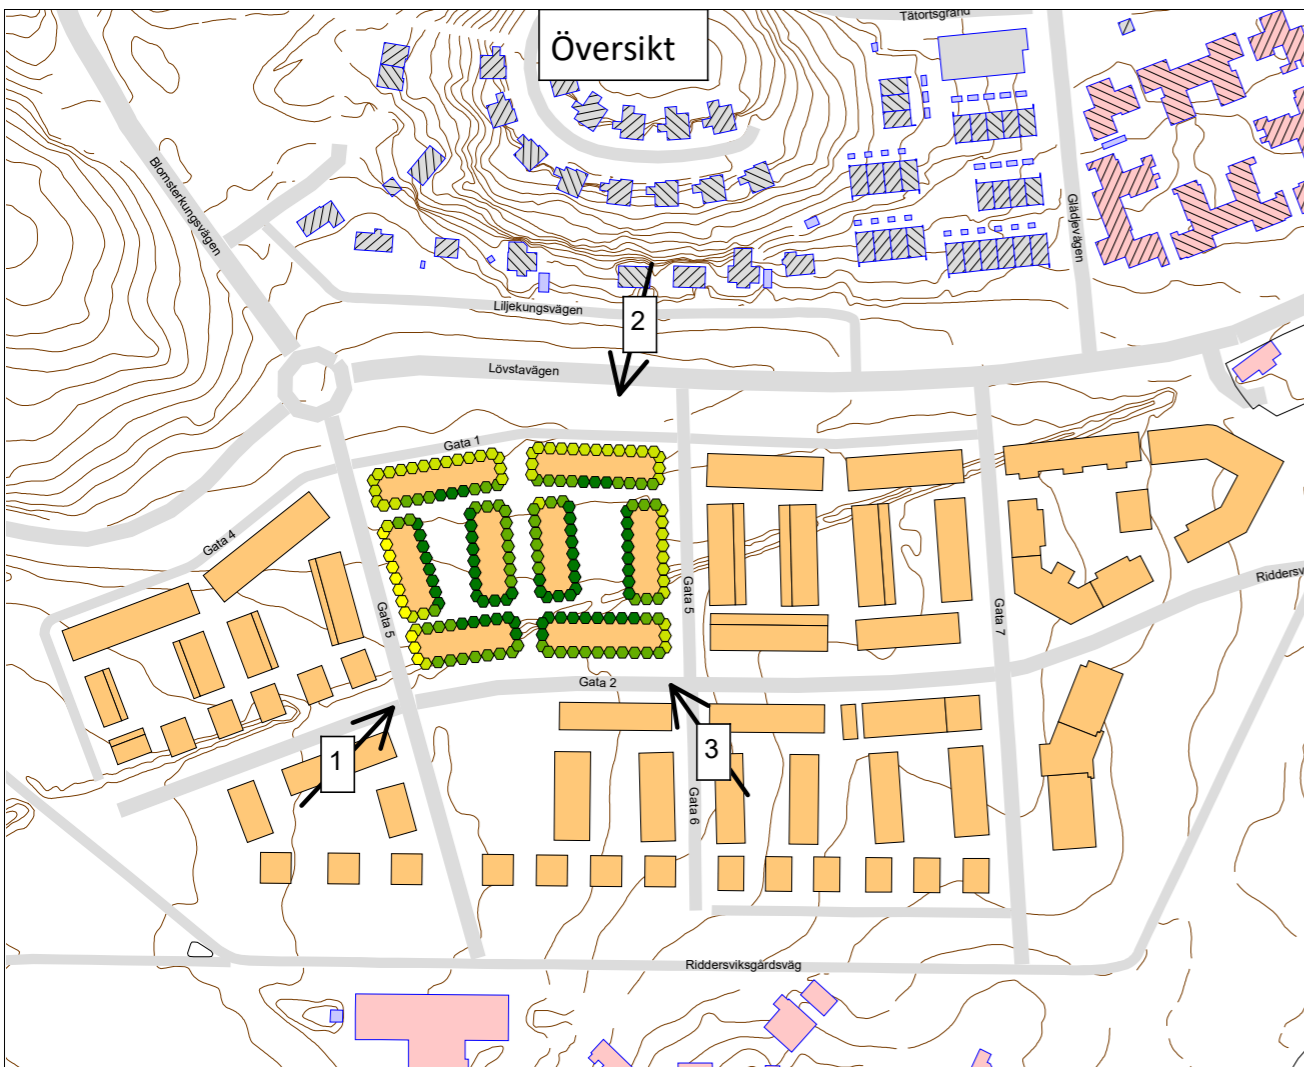 Tätortsgränd
Översikt
Blomsterkungsvägen
Glädjevägen
Liljekungsvägen
2
Lövstavägen
Gata 1
Gata 4
Gata 5
Gata 5
Gata 7
Riddersv
Gata 2
1
3
Gata 6
Riddersviksgårdsväg